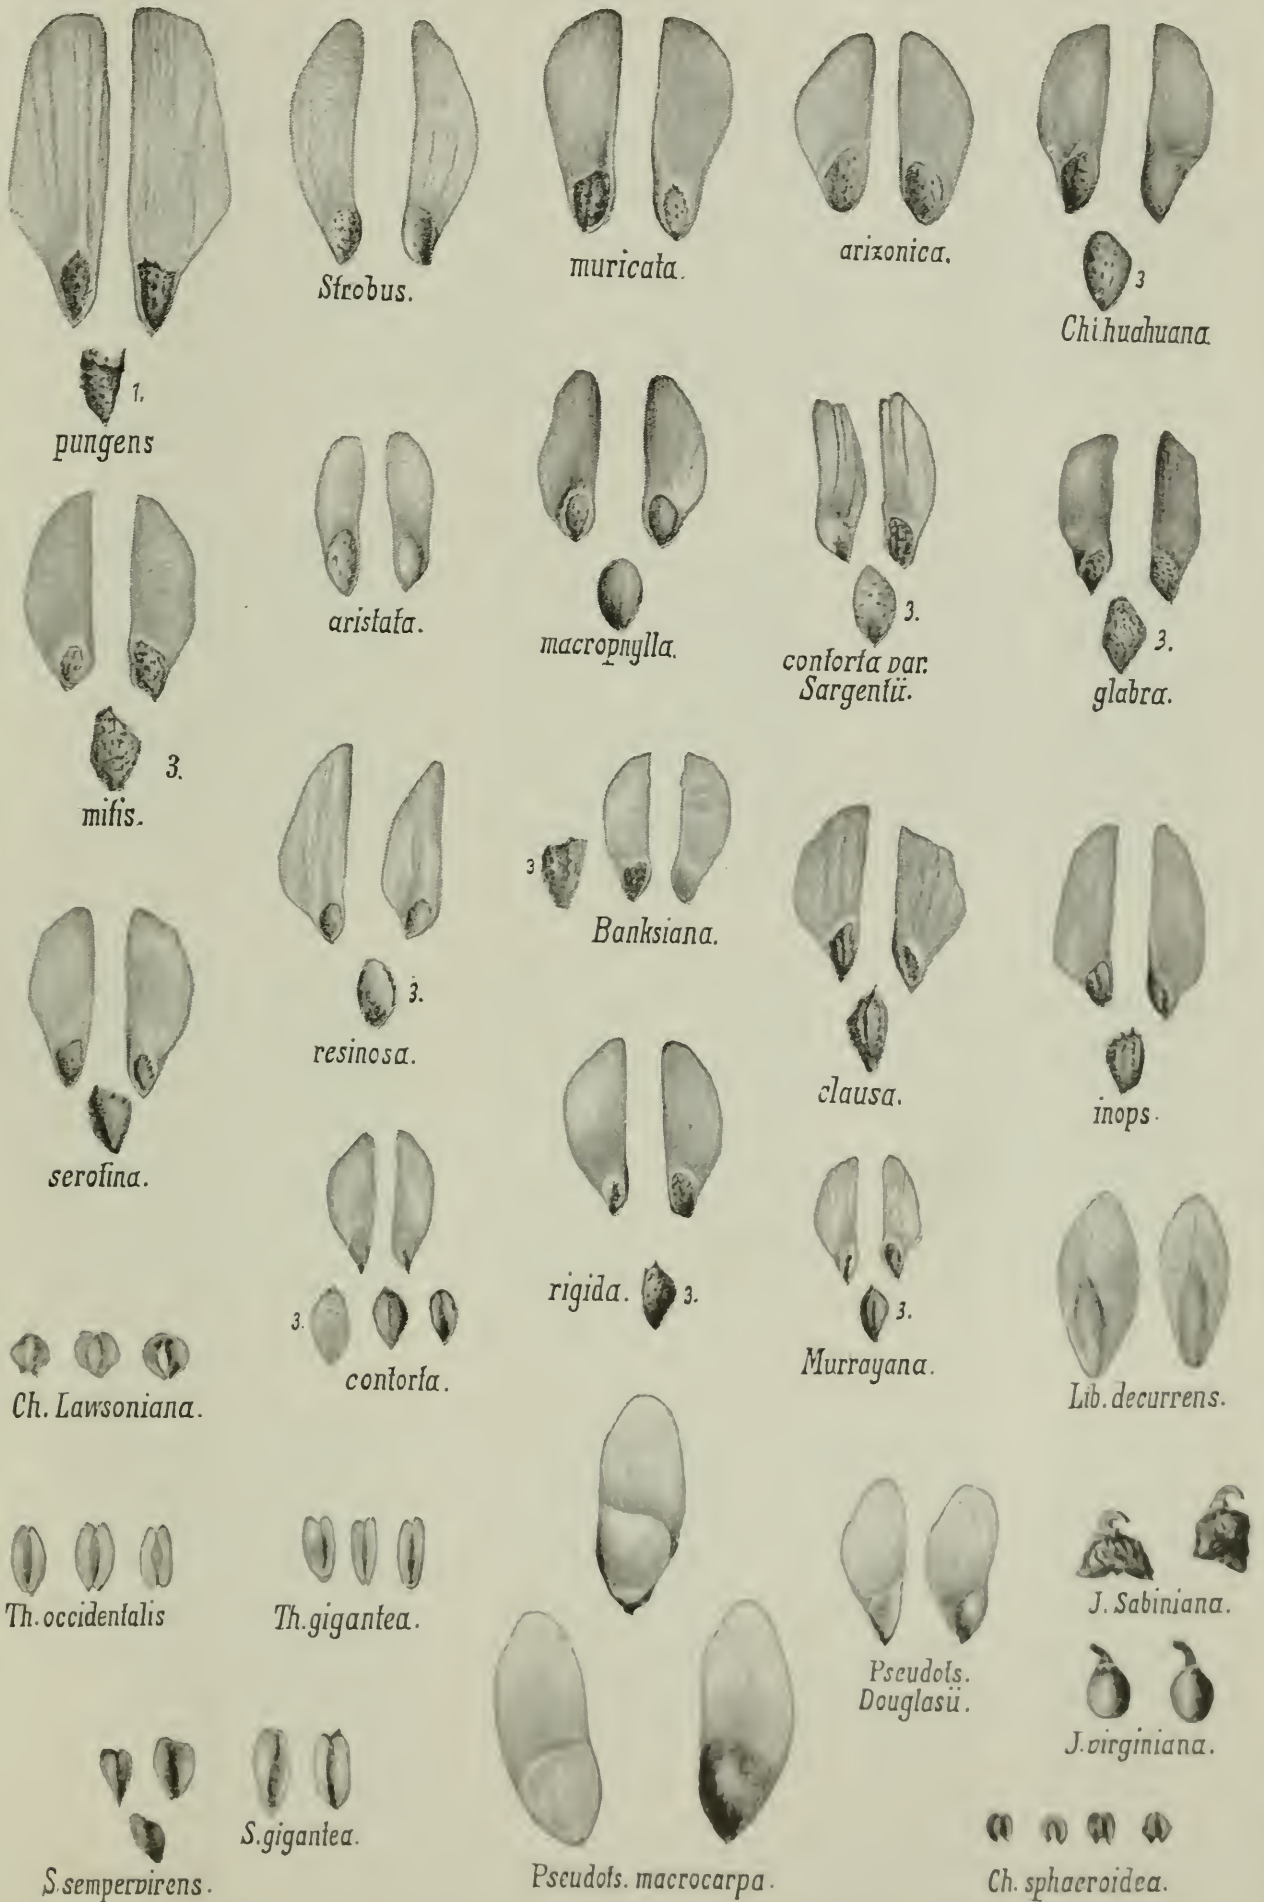 Strobus.
muricata.
arizonica.
3
Chihuahuana
1.
pungens
aristata.
macrophylla.
3.
contorta var.
Sargentii.
3.
glabra.
3.
mitis.
3
Banksiana.
3.
resinosa.
clausa.
inops.
serotina.
3.
contorta.
rigida. 3.
3.
Murrayana.
Lib. decurrens.
Ch. Lawsoniana.
Th. occidentalis
Th. gigantea.
J. Sabiniana.
Pseudots.
Douglasii.
J. virginiana.
S. gigantea.
S. sempervirens.
Pseudots. macrocarpa.
Ch. sphaeroidea.